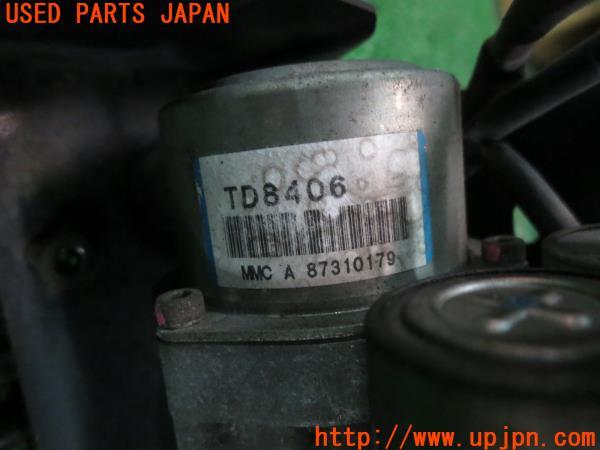 USED PARTS JAPAN
TD8406
MMC A 87310179
http://www.upjpn.com